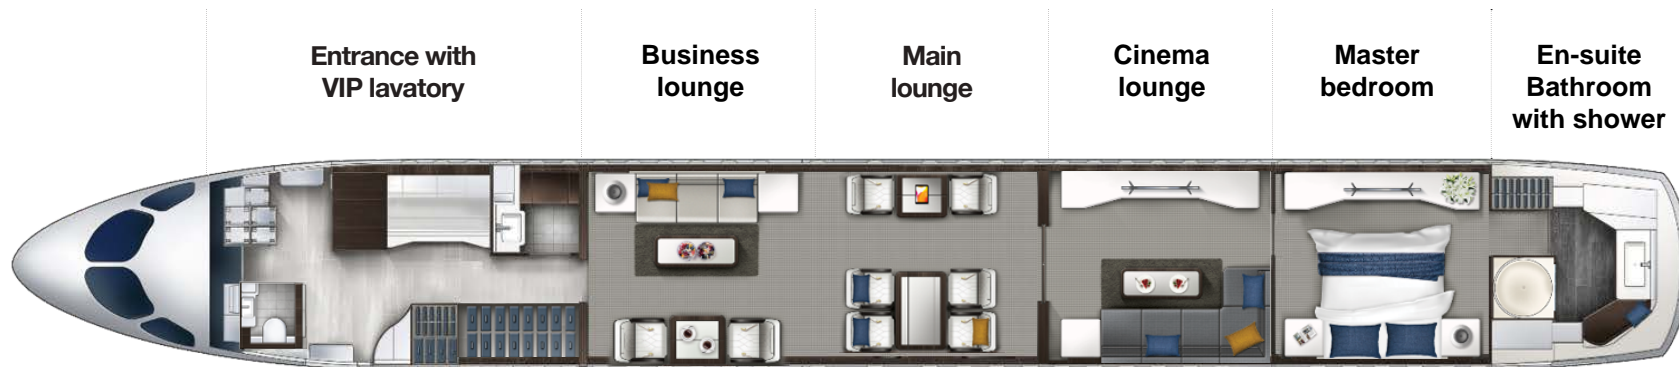 Entrance with
VIP lavatory
Business
lounge
Main
lounge
Cinema
lounge
Master
bedroom
En-suite
Bathroom
with shower